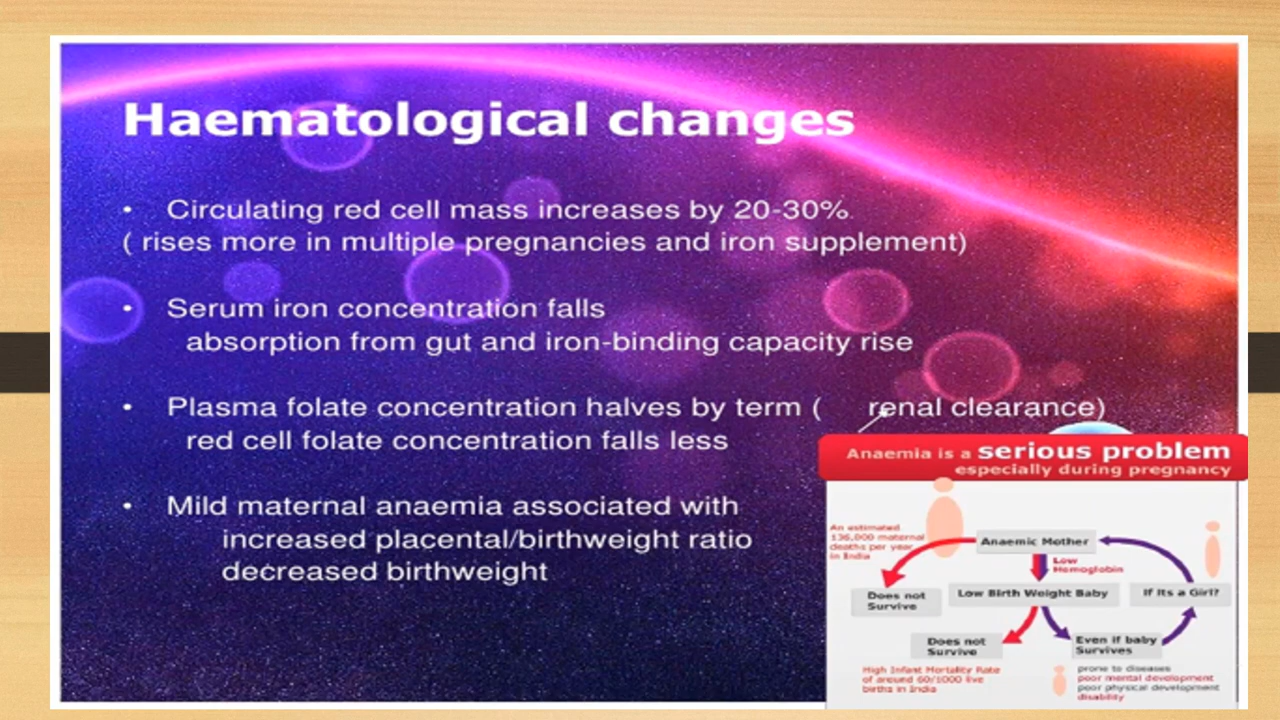 Haematological changes
• Circulating red cell mass increases by 20-30%.
( rises more in multiple pregnancies and iron supplement)
• Serum iron concentration falls
absorption from gut and iron-binding capacity rise
• Plasma folate concentration halves by term ( renal clearance)
red cell folate concentration falls less
• Mild maternal anaemia associated with
increased placental/birthweight ratio
decreased birthweight
Anaemia is a serious problem
especially during pregnancy
An estimated
136,000 maternal
deaths per year
in India
Anaemic Mother
Low
Hemoglobin
Does not
Survive
Low Birth Weight Baby
If Its a Girl?
Does not
Survive
Even if baby
Survives
High Infant Mortality Rate
of around 60/1000 live
births in India
prone to diseases
poor mental development
poor physical development
disability